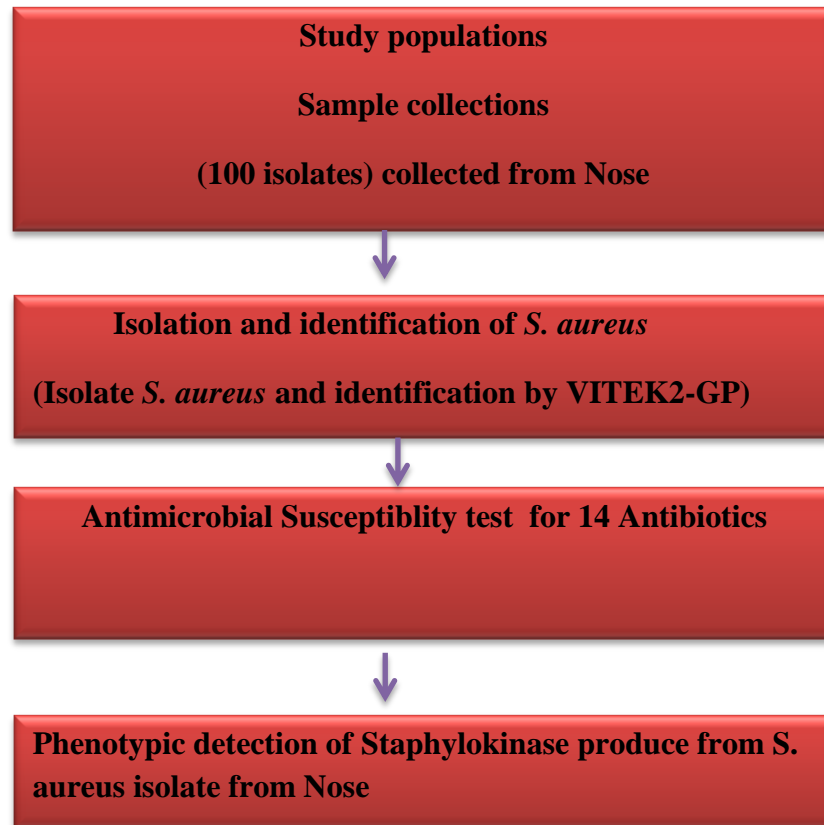 Study populations
Sample collections
(100 isolates) collected from Nose
Isolation and identification of S. aureus
(Isolate S. aureus and identification by VITEK2-GP)
Antimicrobial Susceptiblity test for 14 Antibiotics
Phenotypic detection of Staphylokinase produce from S.
aureus isolate from Nose